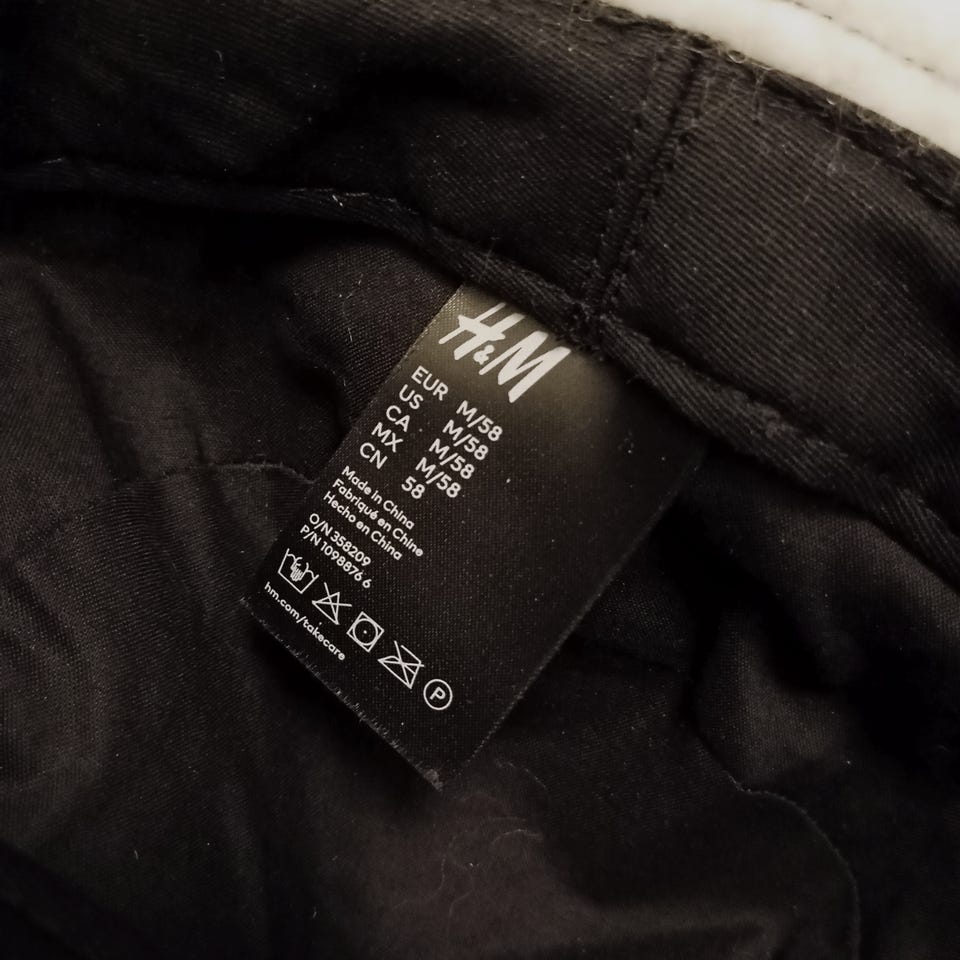 H&M
EUR M/58
US M/58
CA M/58
MX M/58
CN 58
Made in China
Fabriqué en Chine
Hecho en China
O/N 358209
P/N 1098876 6
P
hm.com/takecare